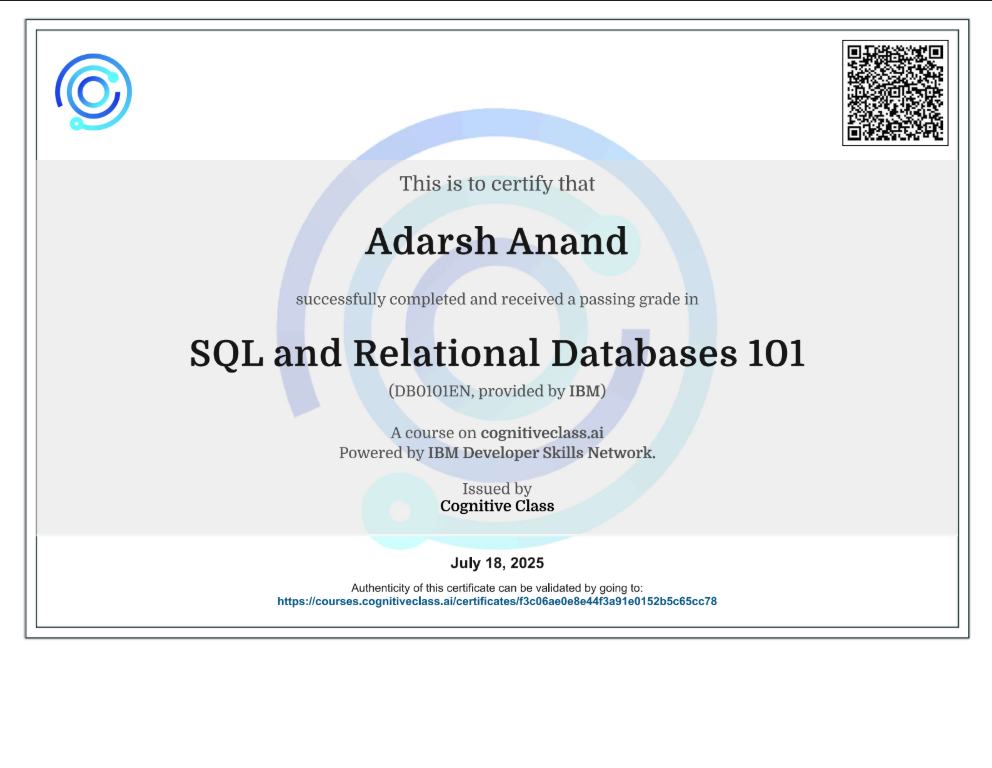 This is to certify that
Adarsh Anand
successfully completed and received a passing grade in
SQL and Relational Databases 101
(DB0101EN, provided by IBM)
A course on cognitiveclass.ai
Powered by IBM Developer Skills Network.
Issued by
Cognitive Class
July 18, 2025
Authenticity of this certificate can be validated by going to:
https://courses.cognitiveclass.ai/certificates/f3c06ae0e8e44f3a91e0152b5c65cc78